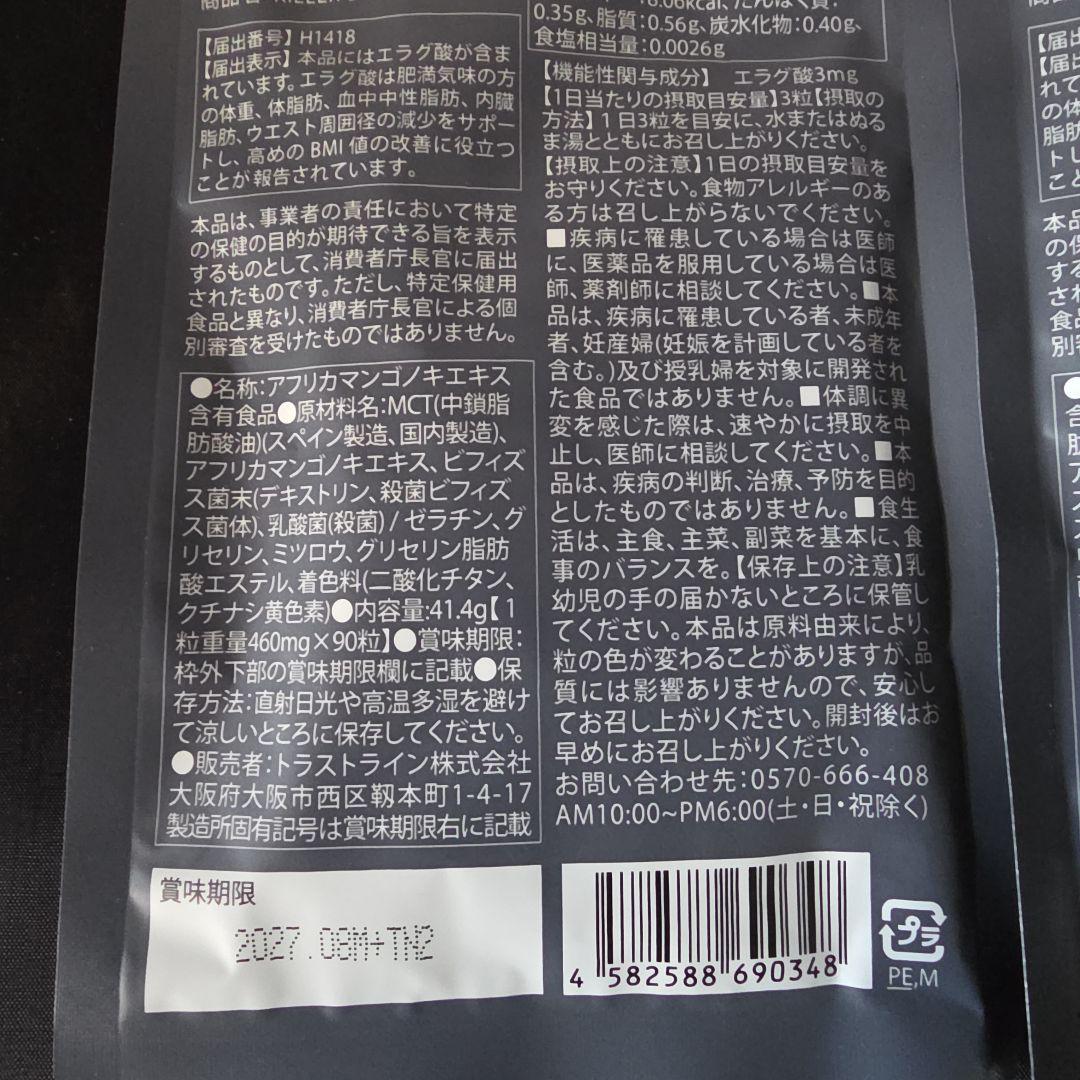 【届出番号】H1418
【届出表示】本品にはエラグ酸が含ま
れています。エラグ酸は肥満気味の方
の体重、体脂肪、血中中性脂肪、内臓
脂肪、ウエスト周囲径の減少をサポー
トし、高めのBMI値の改善に役立つ
ことが報告されています。
本品は、事業者の責任において特定
の保健の目的が期待できる旨を表示
するものとして、消費者庁長官に届出
されたものです。ただし、特定保健用
食品と異なり、消費者庁長官による個
別審査を受けたものではありません。
●名称:アフリカマンゴノキエキス
含有食品●原材料名:MCT(中鎖脂
肪酸油)(スペイン製造、国内製造)、
アフリカマンゴノキエキス、ビフィズ
ス菌末(デキストリン、殺菌ビフィズ
ス菌体)、乳酸菌(殺菌) / ゼラチン、グ
リセリン、ミツロウ、グリセリン脂肪
酸エステル、着色料(二酸化チタン、
クチナシ黄色素)●内容量:41.4g【1
粒重量460mg×90粒】●賞味期限:
枠外下部の賞味期限欄に記載●保
存方法:直射日光や高温多湿を避け
て涼しいところに保存してください。
●販売者:トラストライン株式会社
大阪府大阪市西区靱本町1-4-17
製造所固有記号は賞味期限右に記載
0.35g、脂質:0.56g、炭水化物:0.40g、
食塩相当量:0.0026g
【機能性関与成分】 エラグ酸3mg
【1日当たりの摂取目安量】3粒【摂取の
方法】1日3粒を目安に、水またはぬる
ま湯とともにお召し上がりください。
【摂取上の注意】1日の摂取目安量を
お守りください。食物アレルギーのあ
る方は召し上がらないでください。
■疾病に罹患している場合は医師
に、医薬品を服用している場合は医
師、薬剤師に相談してください。■本
品は、疾病に罹患している者、未成年
者、妊産婦(妊娠を計画している者を
含む。)及び授乳婦を対象に開発され
た食品ではありません。■体調に異
変を感じた際は、速やかに摂取を中
止し、医師に相談してください。■本
品は、疾病の判断、治療、予防を目的
としたものではありません。■食生
活は、主食、主菜、副菜を基本に、食
事のバランスを。【保存上の注意】乳
幼児の手の届かないところに保管し
てください。本品は原料由来により、
粒の色が変わることがありますが、品
質には影響ありませんので、安心し
てお召し上がりください。開封後はお
早めにお召し上がりください。
お問い合わせ先:0570-666-408
AM10:00~PM6:00(土・日・祝除く)
賞味期限
2027.08M+TN2
4 582588 690348
プラ
PE,M